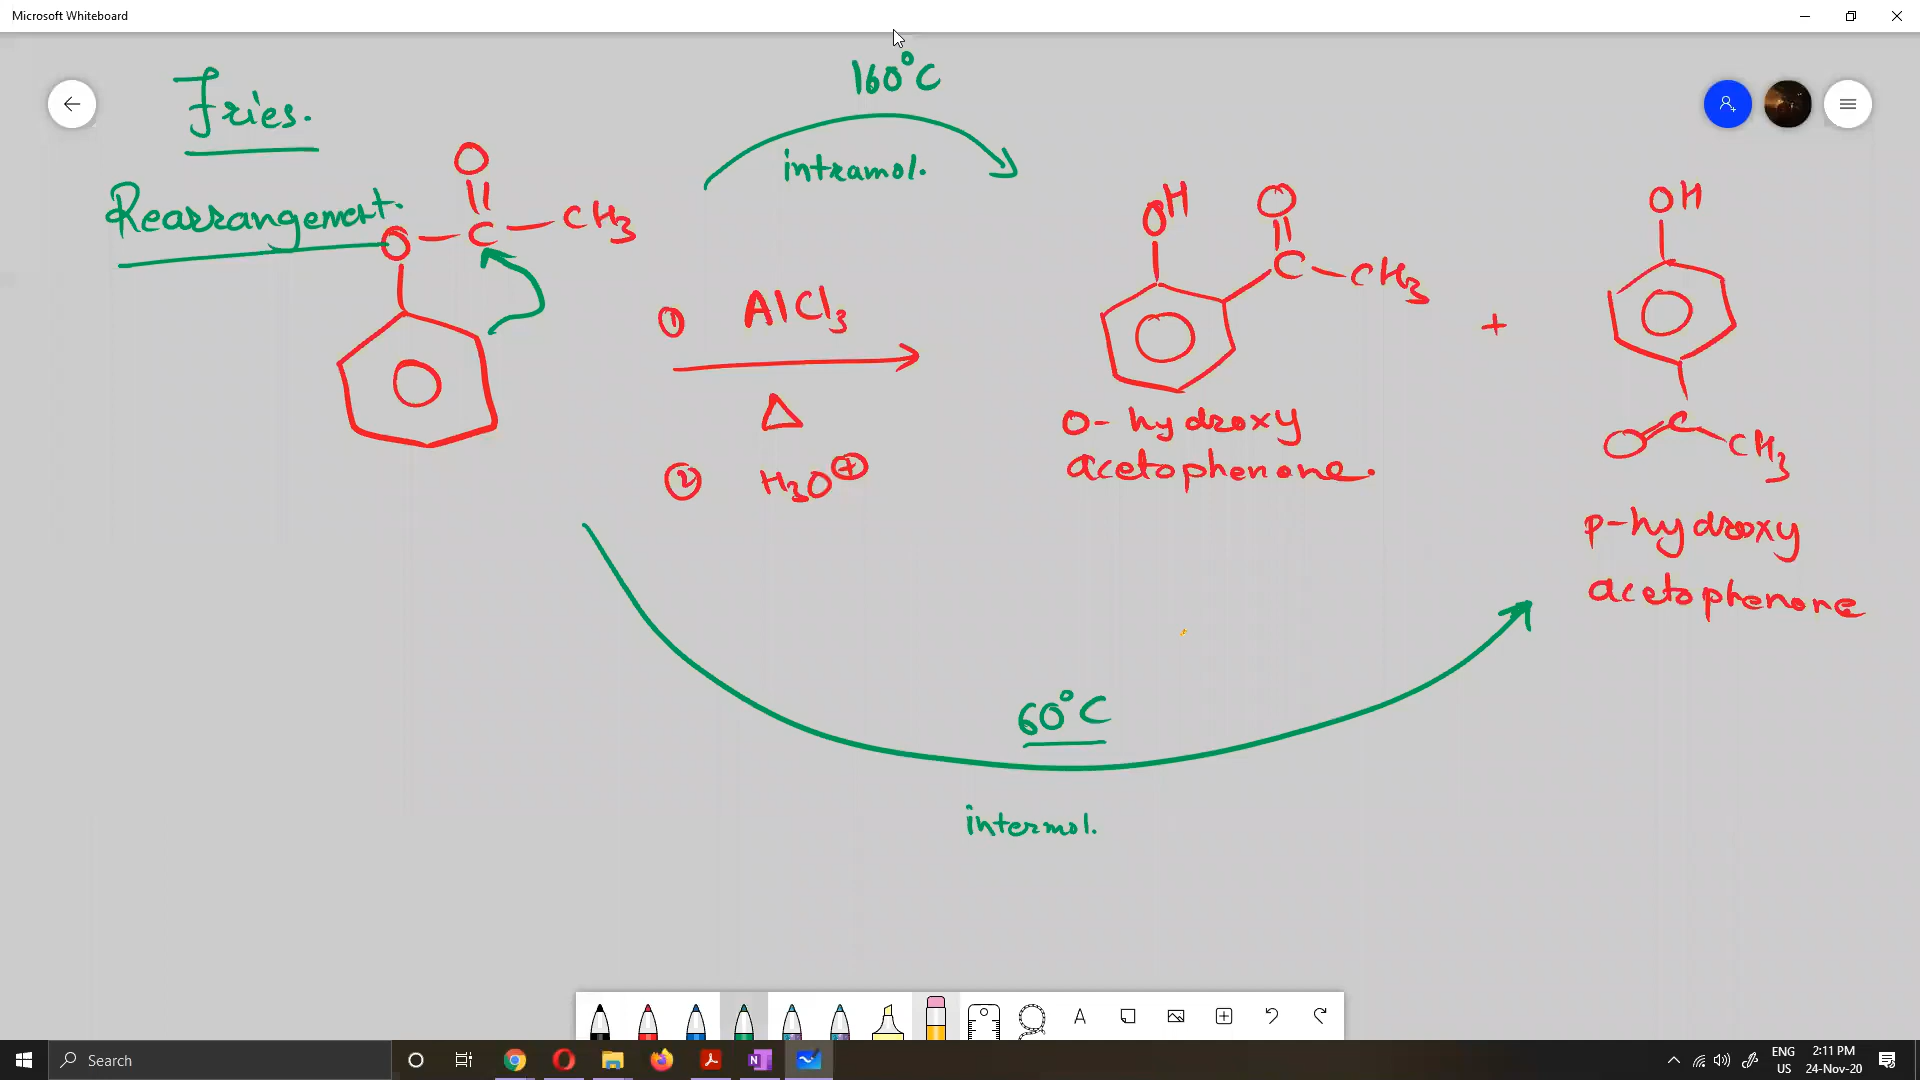 Microsoft Whiteboard
Fries.
Rearrangement.
160°C
intramol.
O
O - C - CH3
① AlCl3
△
② H3O⊕
OH
O
C - CH3
o-hydroxy
acetophenone.
+
OH
O=C-CH3
p-hydroxy
acetophenone
60°C
intermol.
Search
ENG
US
2:11 PM
24-Nov-20